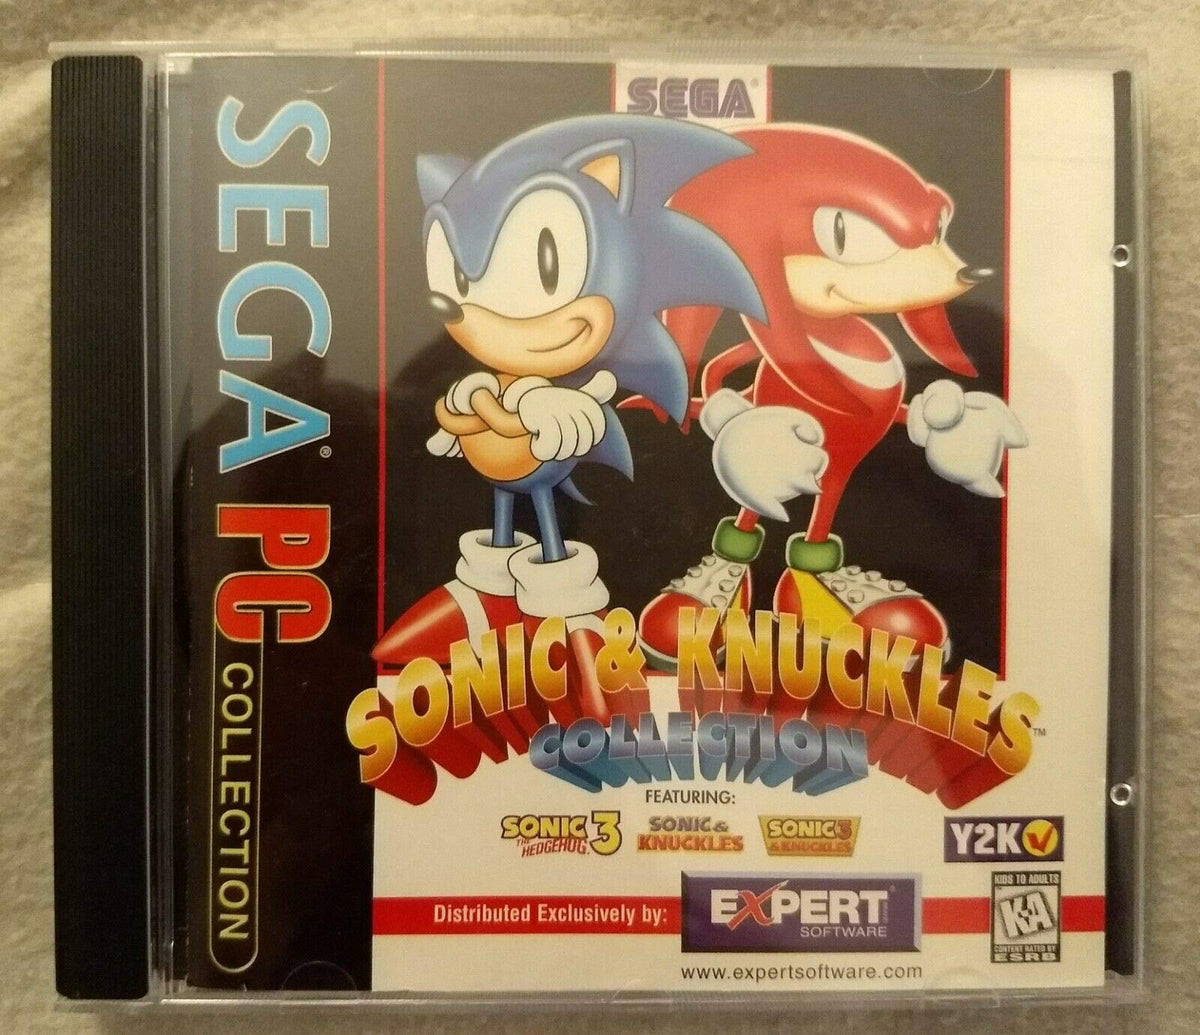 SEGA®
SEGA® PC
COLLECTION
SONIC & KNUCKLES™
COLLECTION
FEATURING:
SONIC THE HEDGEHOG. 3
SONIC &
KNUCKLES
SONIC 3
& KNUCKLES
Y2K
Distributed Exclusively by:
EXPERT®
SOFTWARE
www.expertsoftware.com
KIDS TO ADULTS
K-A
CONTENT RATED BY
ESRB